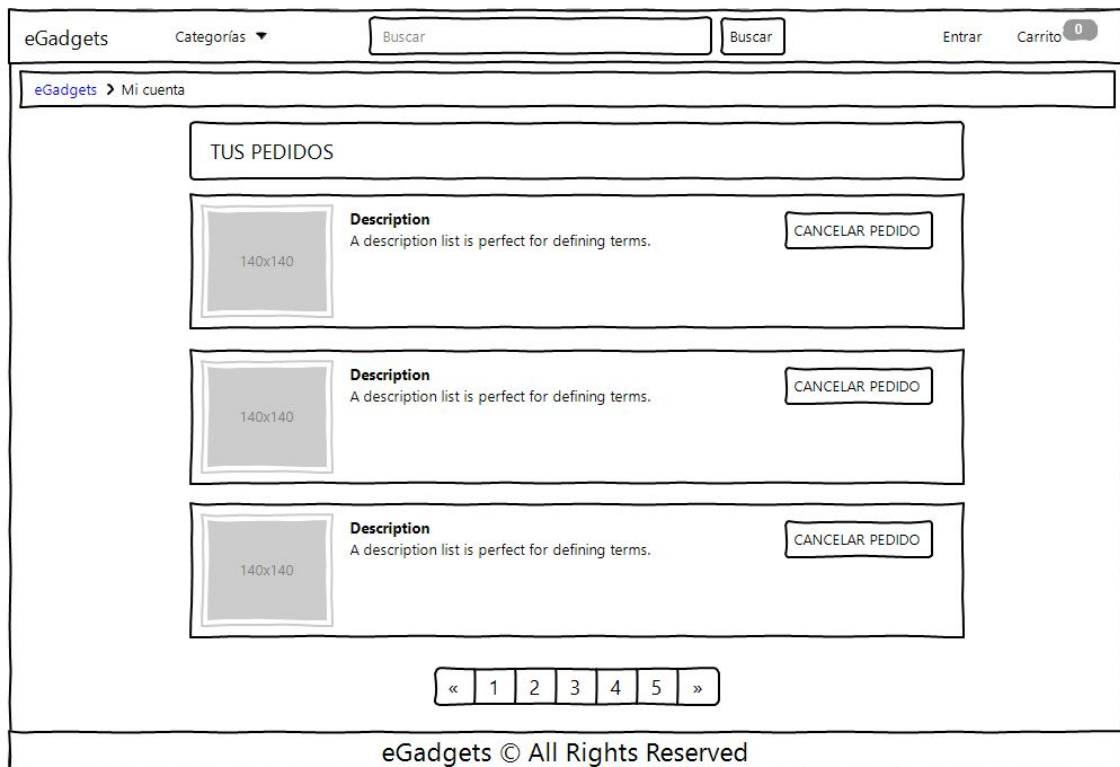 eGadgets Categorías Buscar Buscar Entrar Carrito 0
eGadgets > Mi cuenta
TUS PEDIDOS
140x140
Description
A description list is perfect for defining terms.
CANCELAR PEDIDO
140x140
Description
A description list is perfect for defining terms.
CANCELAR PEDIDO
140x140
Description
A description list is perfect for defining terms.
CANCELAR PEDIDO
« 1 2 3 4 5 »
eGadgets © All Rights Reserved